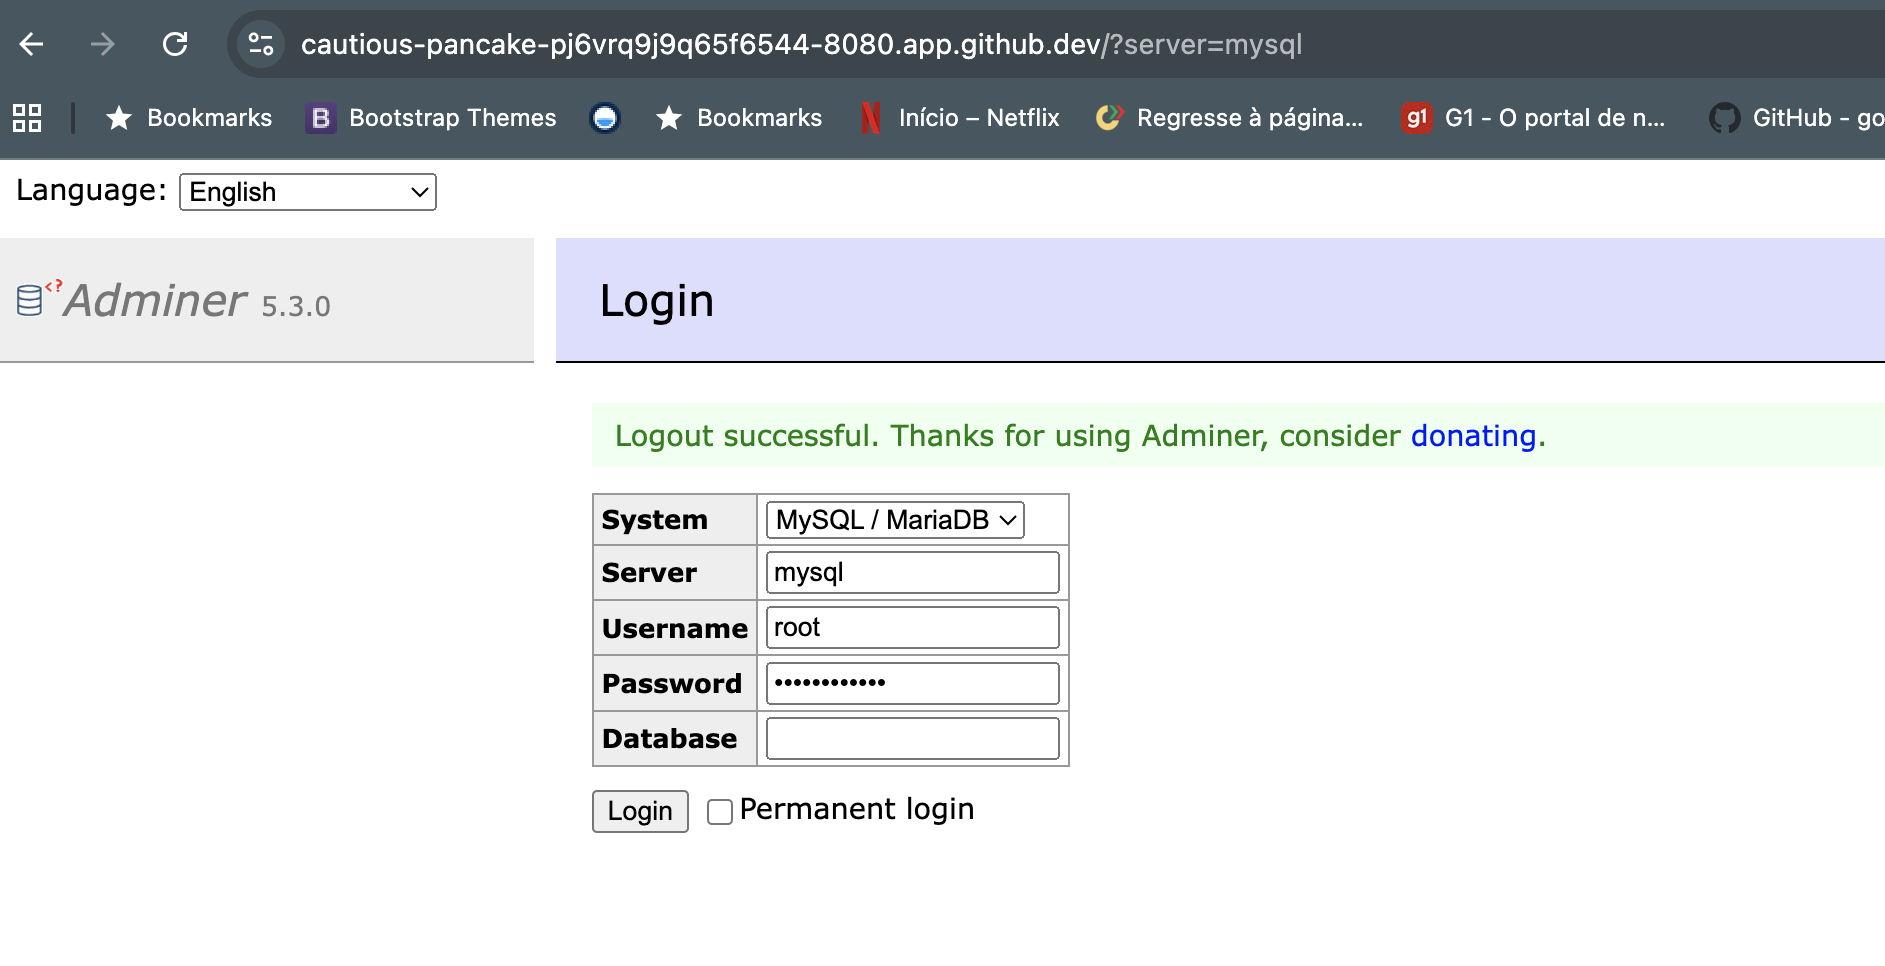 cautious-pancake-pj6vrq9j9q65f6544-8080.app.github.dev/?server=mysql
Bookmarks B Bootstrap Themes Bookmarks N Início – Netflix Regresse à página... g1 G1 - O portal de n... GitHub - go
Language: English
<? Adminer 5.3.0
Login
Logout successful. Thanks for using Adminer, consider donating.
System MySQL / MariaDB
Server mysql
Username root
Password ••••••••••••
Database
Login Permanent login